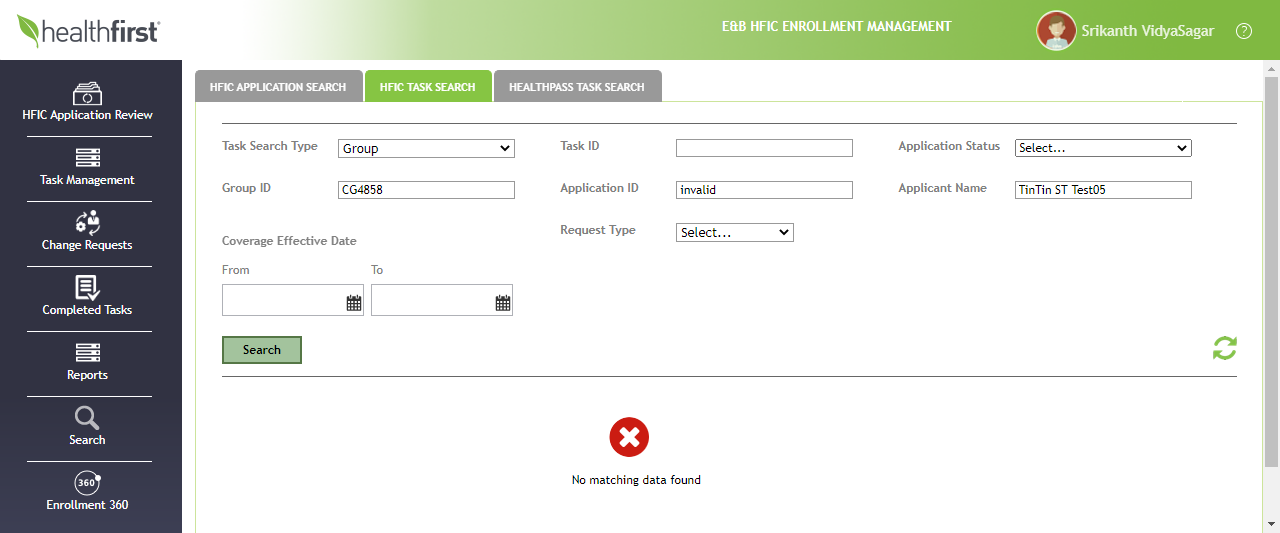 healthfirst
E&B HFIC ENROLLMENT MANAGEMENT
Srikanth VidyaSagar
?
HFIC Application Review
Task Management
Change Requests
Completed Tasks
Reports
Search
360
Enrollment 360
HFIC APPLICATION SEARCH
HFIC TASK SEARCH
HEALTHPASS TASK SEARCH
Task Search Type Group
Task ID
Application Status Select...
Group ID CG4858
Application ID invalid
Applicant Name TinTin ST Test05
Request Type Select...
Coverage Effective Date
From To
Search
No matching data found